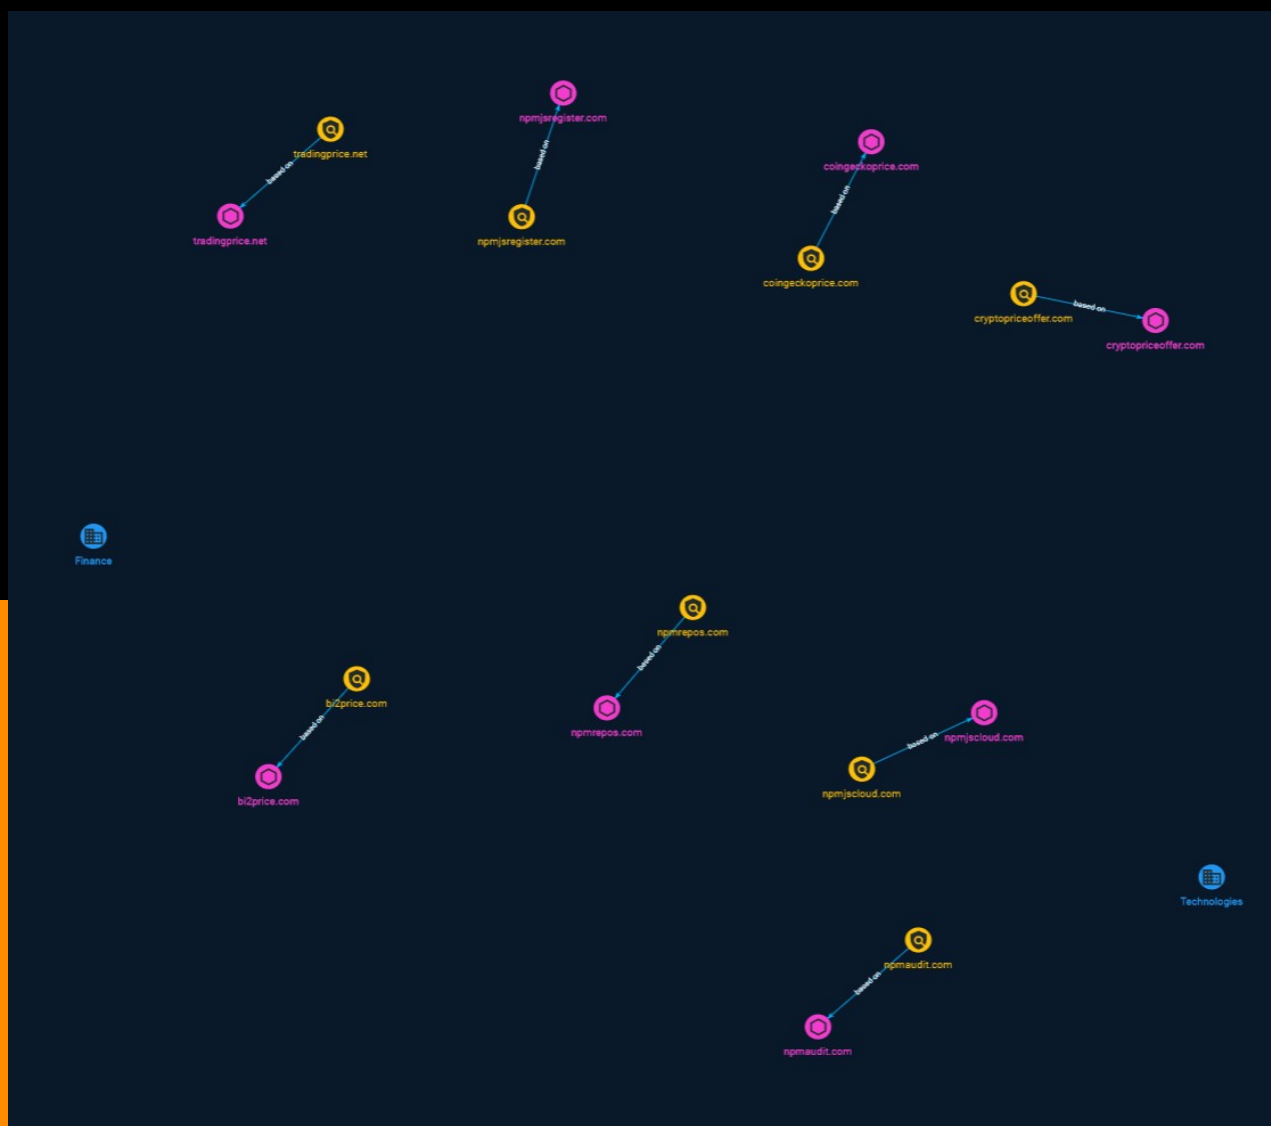 npmjsregister.com
based on
tradingprice.net
based on
coingeckoprice.com
based on
tradingprice.net
npmjsregister.com
coingeckoprice.com
based on
cryptopriceoffer.com
cryptopriceoffer.com
Finance
npmrepos.com
based on
bi2price.com
based on
npmrepos.com
npmjscloud.com
based on
npmjscloud.com
bi2price.com
Technologies
npmaudit.com
based on
npmaudit.com